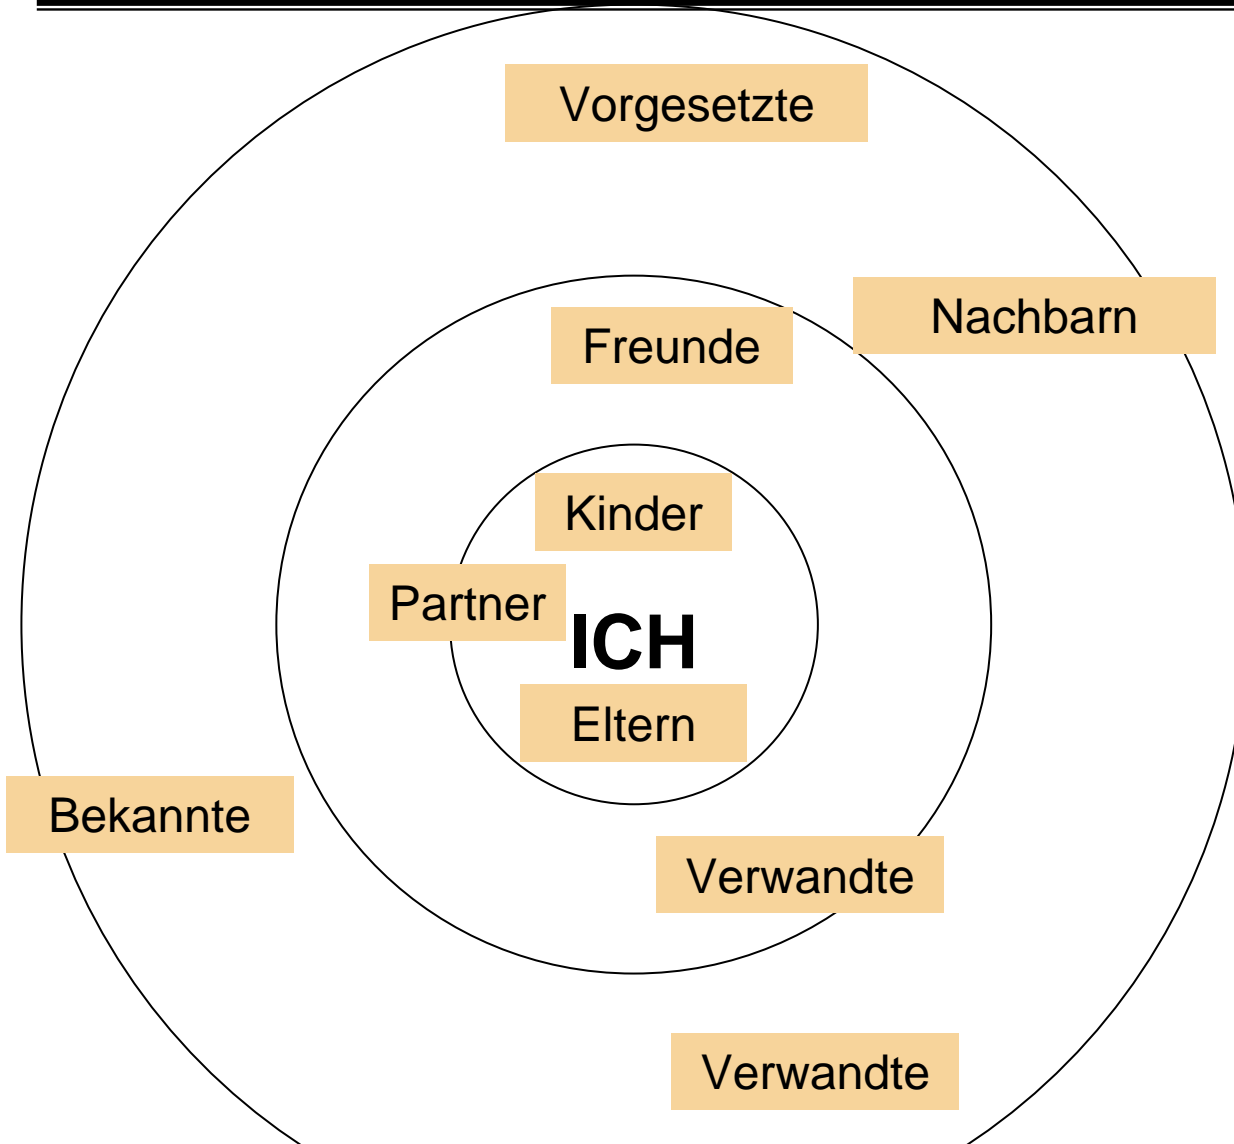 Vorgesetzte
Nachbarn
Freunde
Kinder
Partner
ICH
Eltern
Bekannte
Verwandte
Verwandte